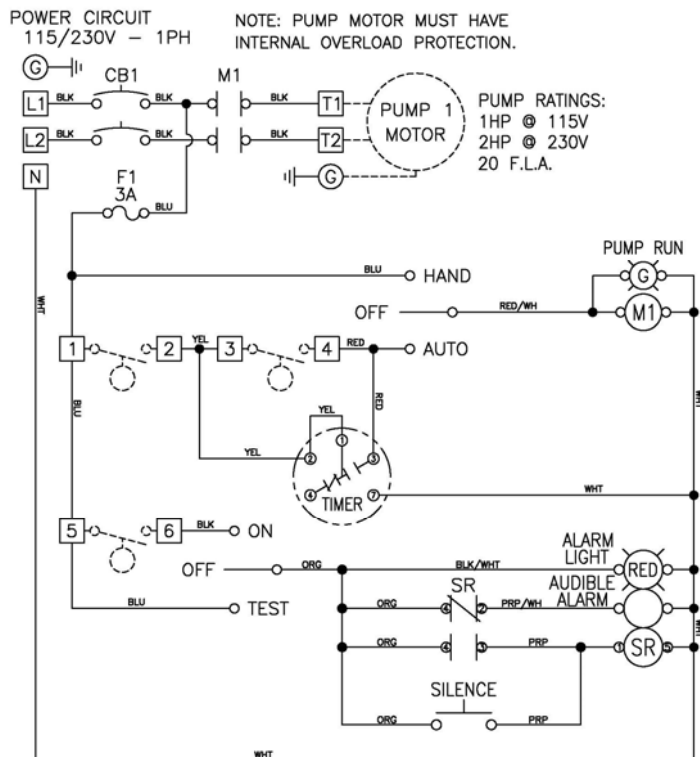 POWER CIRCUIT
115/230V – 1PH
NOTE: PUMP MOTOR MUST HAVE
INTERNAL OVERLOAD PROTECTION.
G
CB1
M1
L1 BLK BLK BLK T1
PUMP 1
MOTOR
PUMP RATINGS:
1HP @ 115V
2HP @ 230V
20 F.L.A.
L2 BLK BLK BLK T2
N
G
F1
3A
BLU
PUMP RUN
G
BLU HAND
OFF RED/WH M1
WHT
1 2 YEL 3 4 RED AUTO
BLU
YEL
RED
WHT
YEL
1
2 3
4 7
TIMER
WHT
5 6 BLK ON
ALARM
LIGHT
OFF ORG BLK/WHT RED
BLU TEST
SR
AUDIBLE
ALARM
ORG 4 2 PRP/WH
WHT
ORG 4 3 PRP 1 SR 5
SILENCE
ORG PRP
WHT